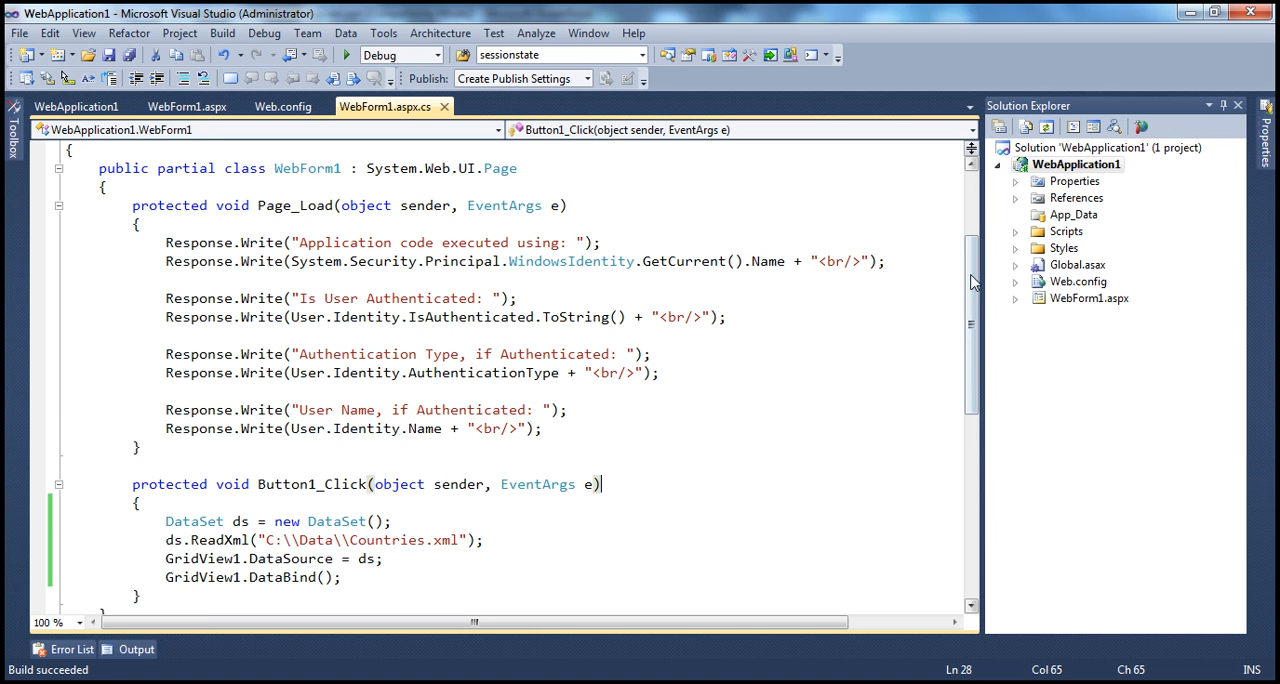 WebApplication1 - Microsoft Visual Studio (Administrator)
File Edit View Refactor Project Build Debug Team Data Tools Architecture Test Analyze Window Help
Debug sessionstate
Publish: Create Publish Settings
WebApplication1 WebForm1.aspx Web.config WebForm1.aspx.cs
WebApplication1.WebForm1 Button1_Click(object sender, EventArgs e)
{
public partial class WebForm1 : System.Web.UI.Page
{
protected void Page_Load(object sender, EventArgs e)
{
Response.Write("Application code executed using: ");
Response.Write(System.Security.Principal.WindowsIdentity.GetCurrent().Name + "<br/>");
Response.Write("Is User Authenticated: ");
Response.Write(User.Identity.IsAuthenticated.ToString() + "<br/>");
Response.Write("Authentication Type, if Authenticated: ");
Response.Write(User.Identity.AuthenticationType + "<br/>");
Response.Write("User Name, if Authenticated: ");
Response.Write(User.Identity.Name + "<br/>");
}
protected void Button1_Click(object sender, EventArgs e)
{
DataSet ds = new DataSet();
ds.ReadXml("C:\\Data\\Countries.xml");
GridView1.DataSource = ds;
GridView1.DataBind();
}
100 %
Toolbox
Solution Explorer
Solution 'WebApplication1' (1 project)
WebApplication1
Properties
References
App_Data
Scripts
Styles
Global.asax
Web.config
WebForm1.aspx
Properties
Error List Output
Build succeeded Ln 28 Col 65 Ch 65 INS